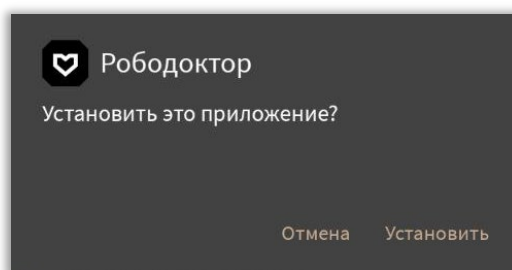 Рободоктор
Установить это приложение?
Отмена Установить